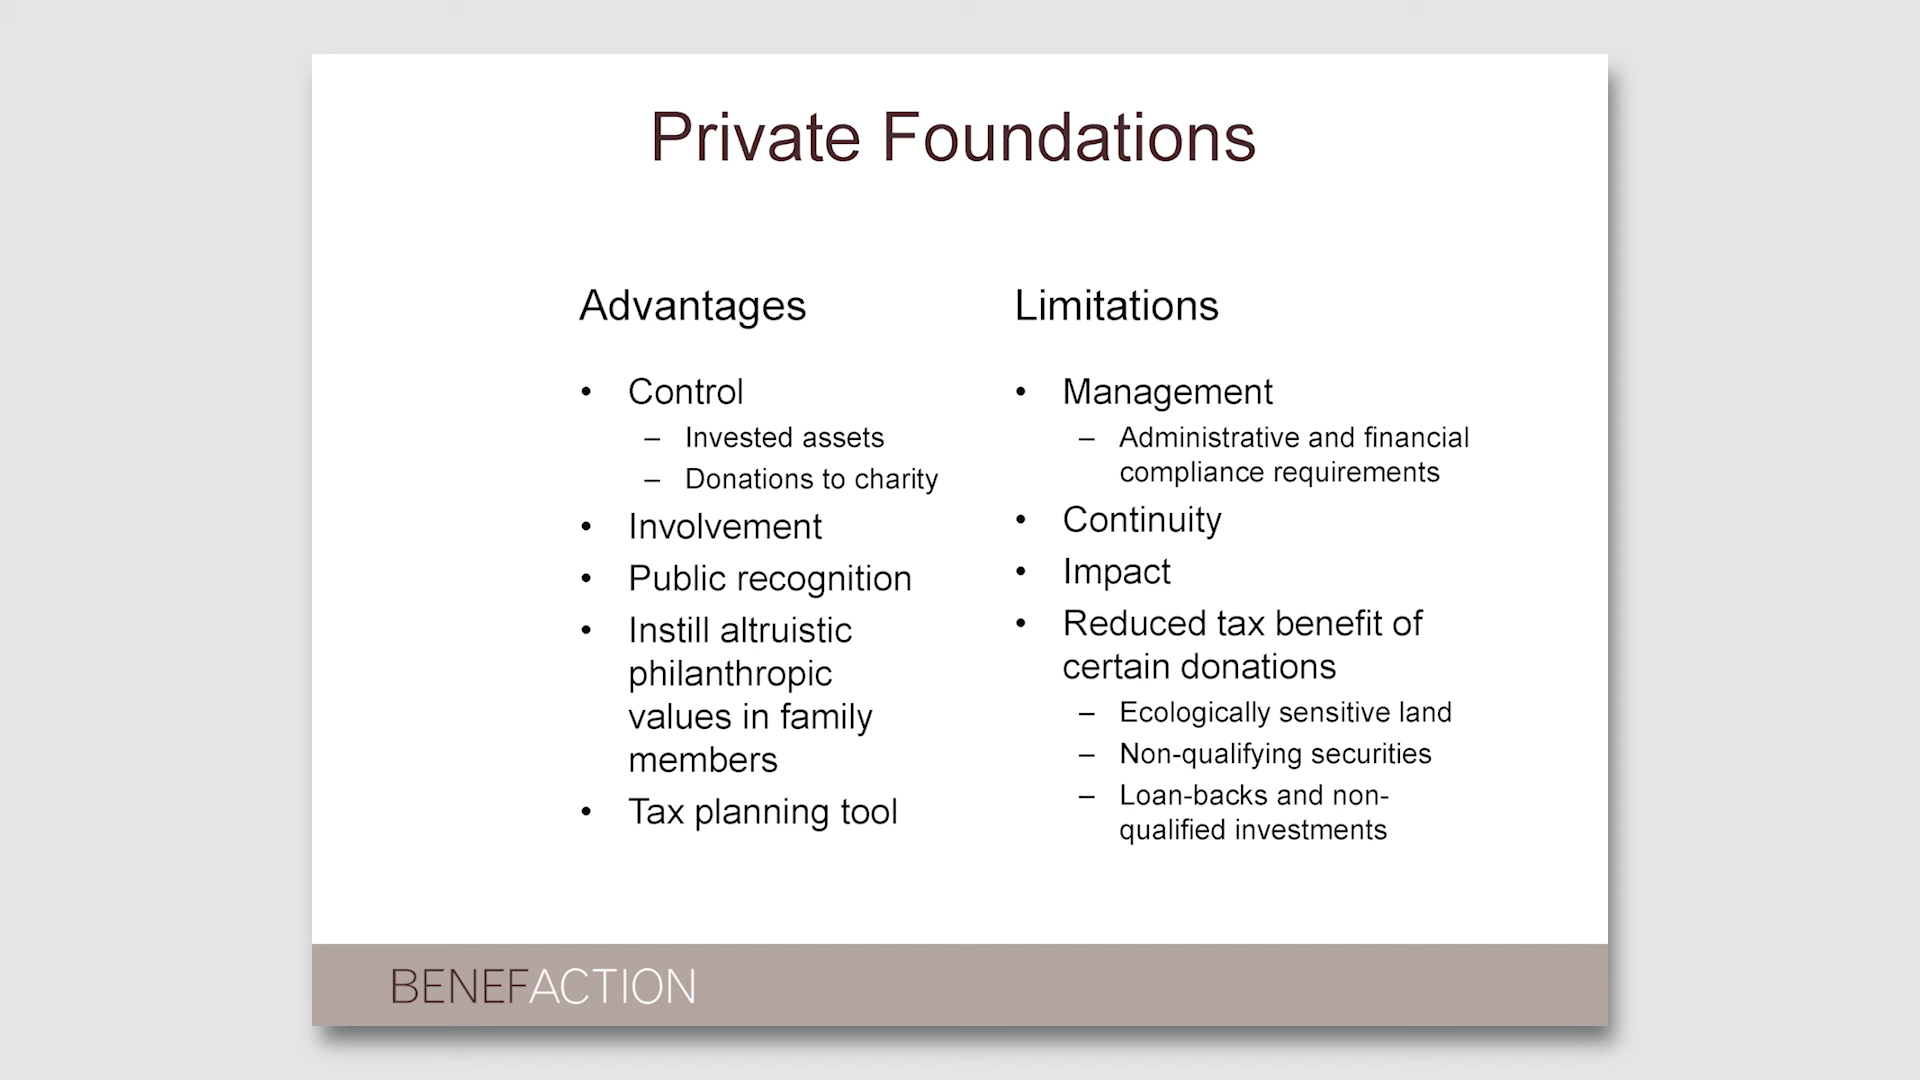 Private Foundations
Advantages
• Control
– Invested assets
– Donations to charity
• Involvement
• Public recognition
• Instill altruistic
philanthropic
values in family
members
• Tax planning tool
Limitations
• Management
– Administrative and financial
compliance requirements
• Continuity
• Impact
• Reduced tax benefit of
certain donations
– Ecologically sensitive land
– Non-qualifying securities
– Loan-backs and non-
qualified investments
BENEFACTION